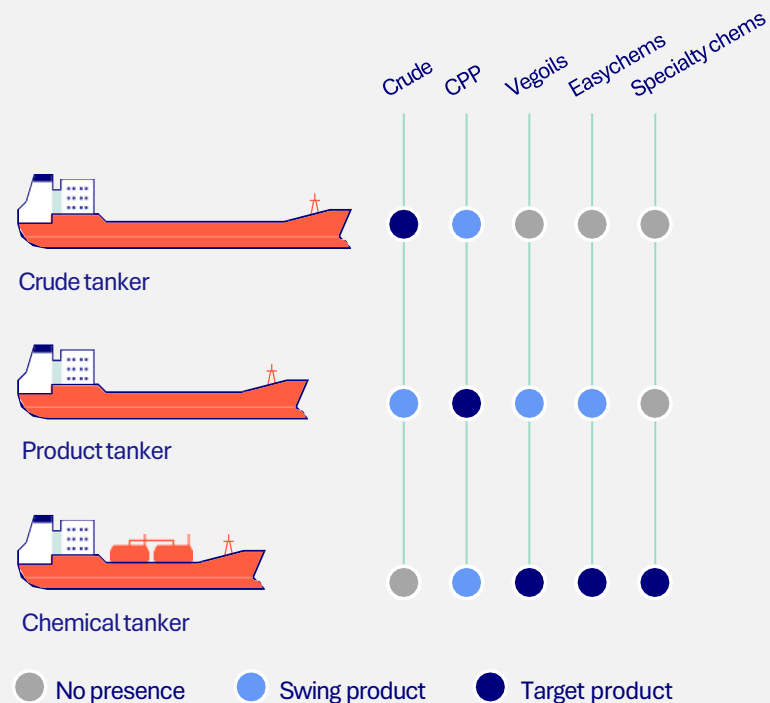 Crude
CPP
Vegoils
Easychems
Specialty chems
Crude tanker
Product tanker
Chemical tanker
No presence
Swing product
Target product